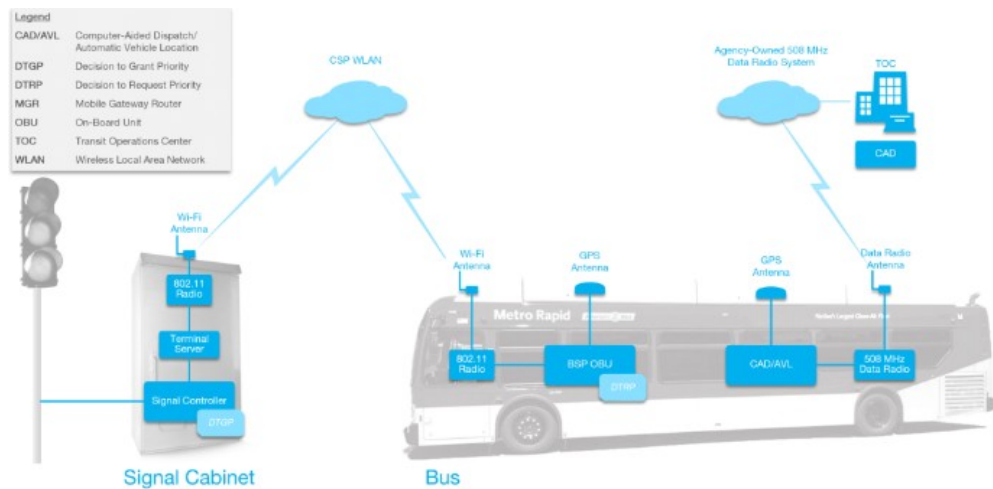 Legend
CAD/AVL Computer-Aided Dispatch/
Automatic Vehicle Location
DTGP Decision to Grant Priority
DTRP Decision to Request Priority
MGR Mobile Gateway Router
OBU On-Board Unit
TOC Transit Operations Center
WLAN Wireless Local Area Network
CSP WLAN
Agency-Owned 508 MHz
Data Radio System
TOC
CAD
Wi-Fi
Antenna
802.11
Radio
Terminal
Server
Signal Controller
DTGP
Wi-Fi
Antenna
GPS
Antenna
GPS
Antenna
Data Radio
Antenna
Metro Rapid
802.11
Radio
BSP OBU
DTRP
CAD/AVL
508 MHz
Data Radio
Signal Cabinet
Bus